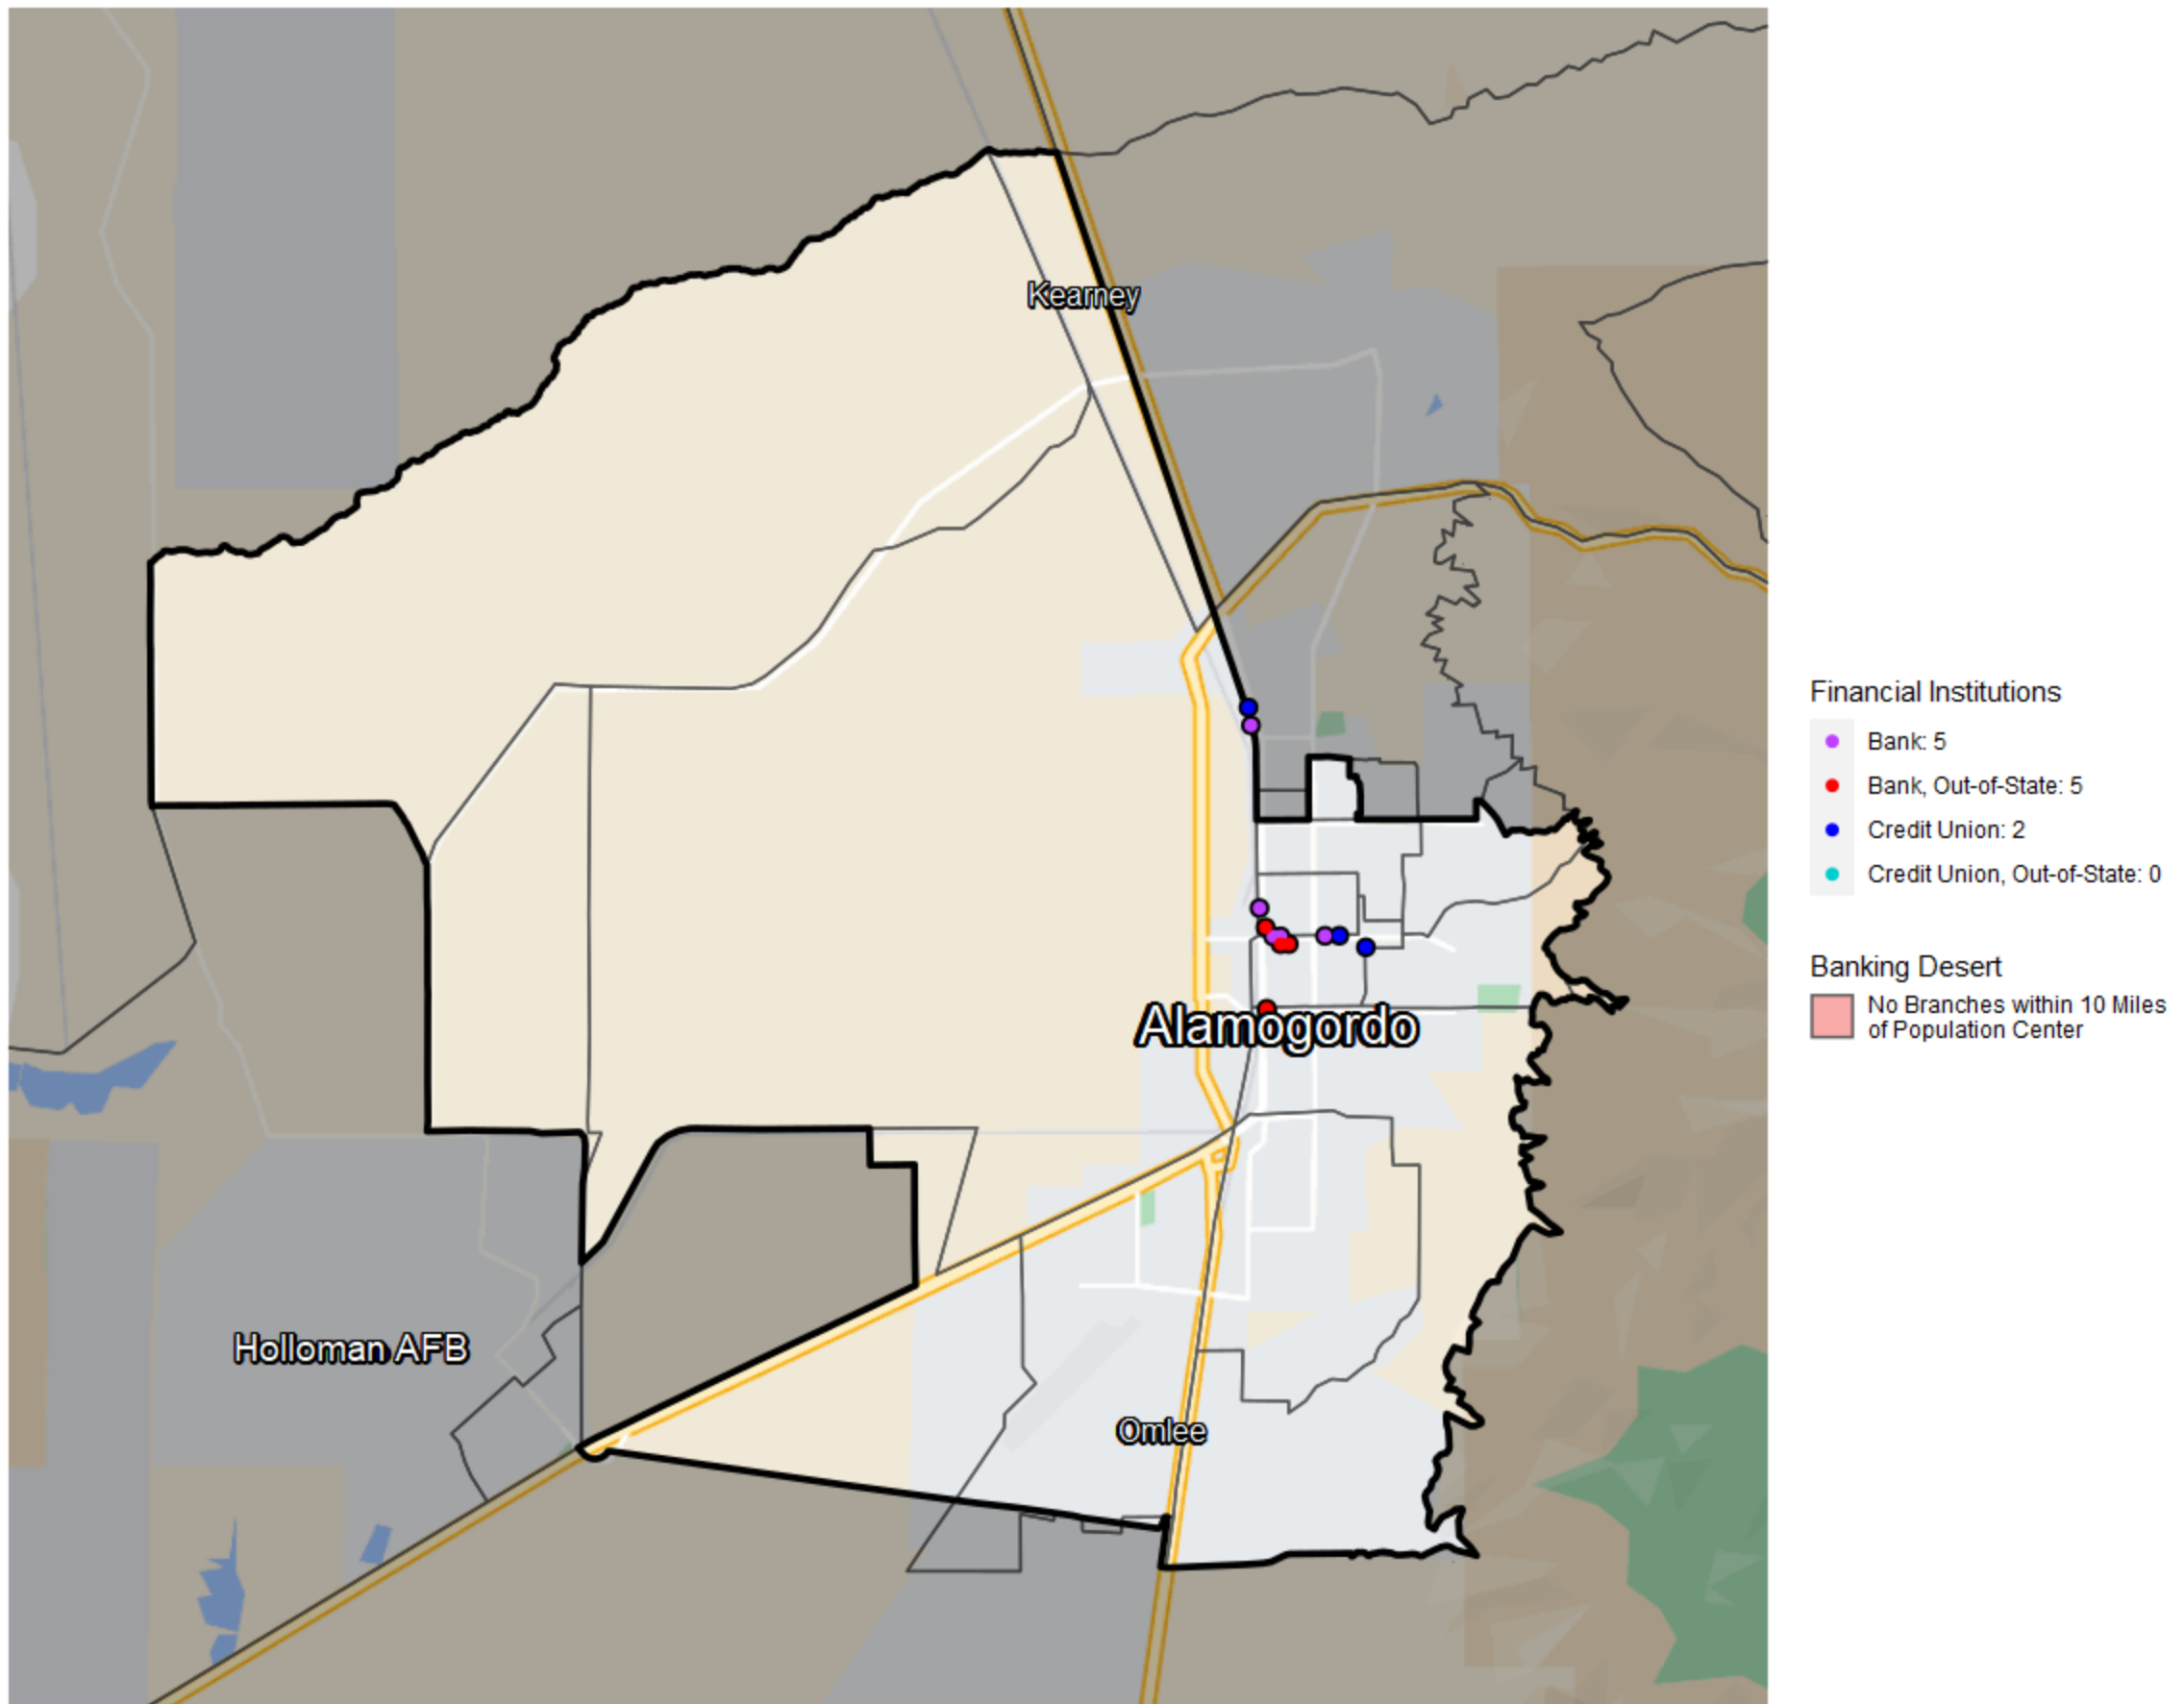 Kearney
Alamogordo
Holloman AFB
Omlee
Financial Institutions
Bank: 5
Bank, Out-of-State: 5
Credit Union: 2
Credit Union, Out-of-State: 0
Banking Desert
No Branches within 10 Miles
of Population Center